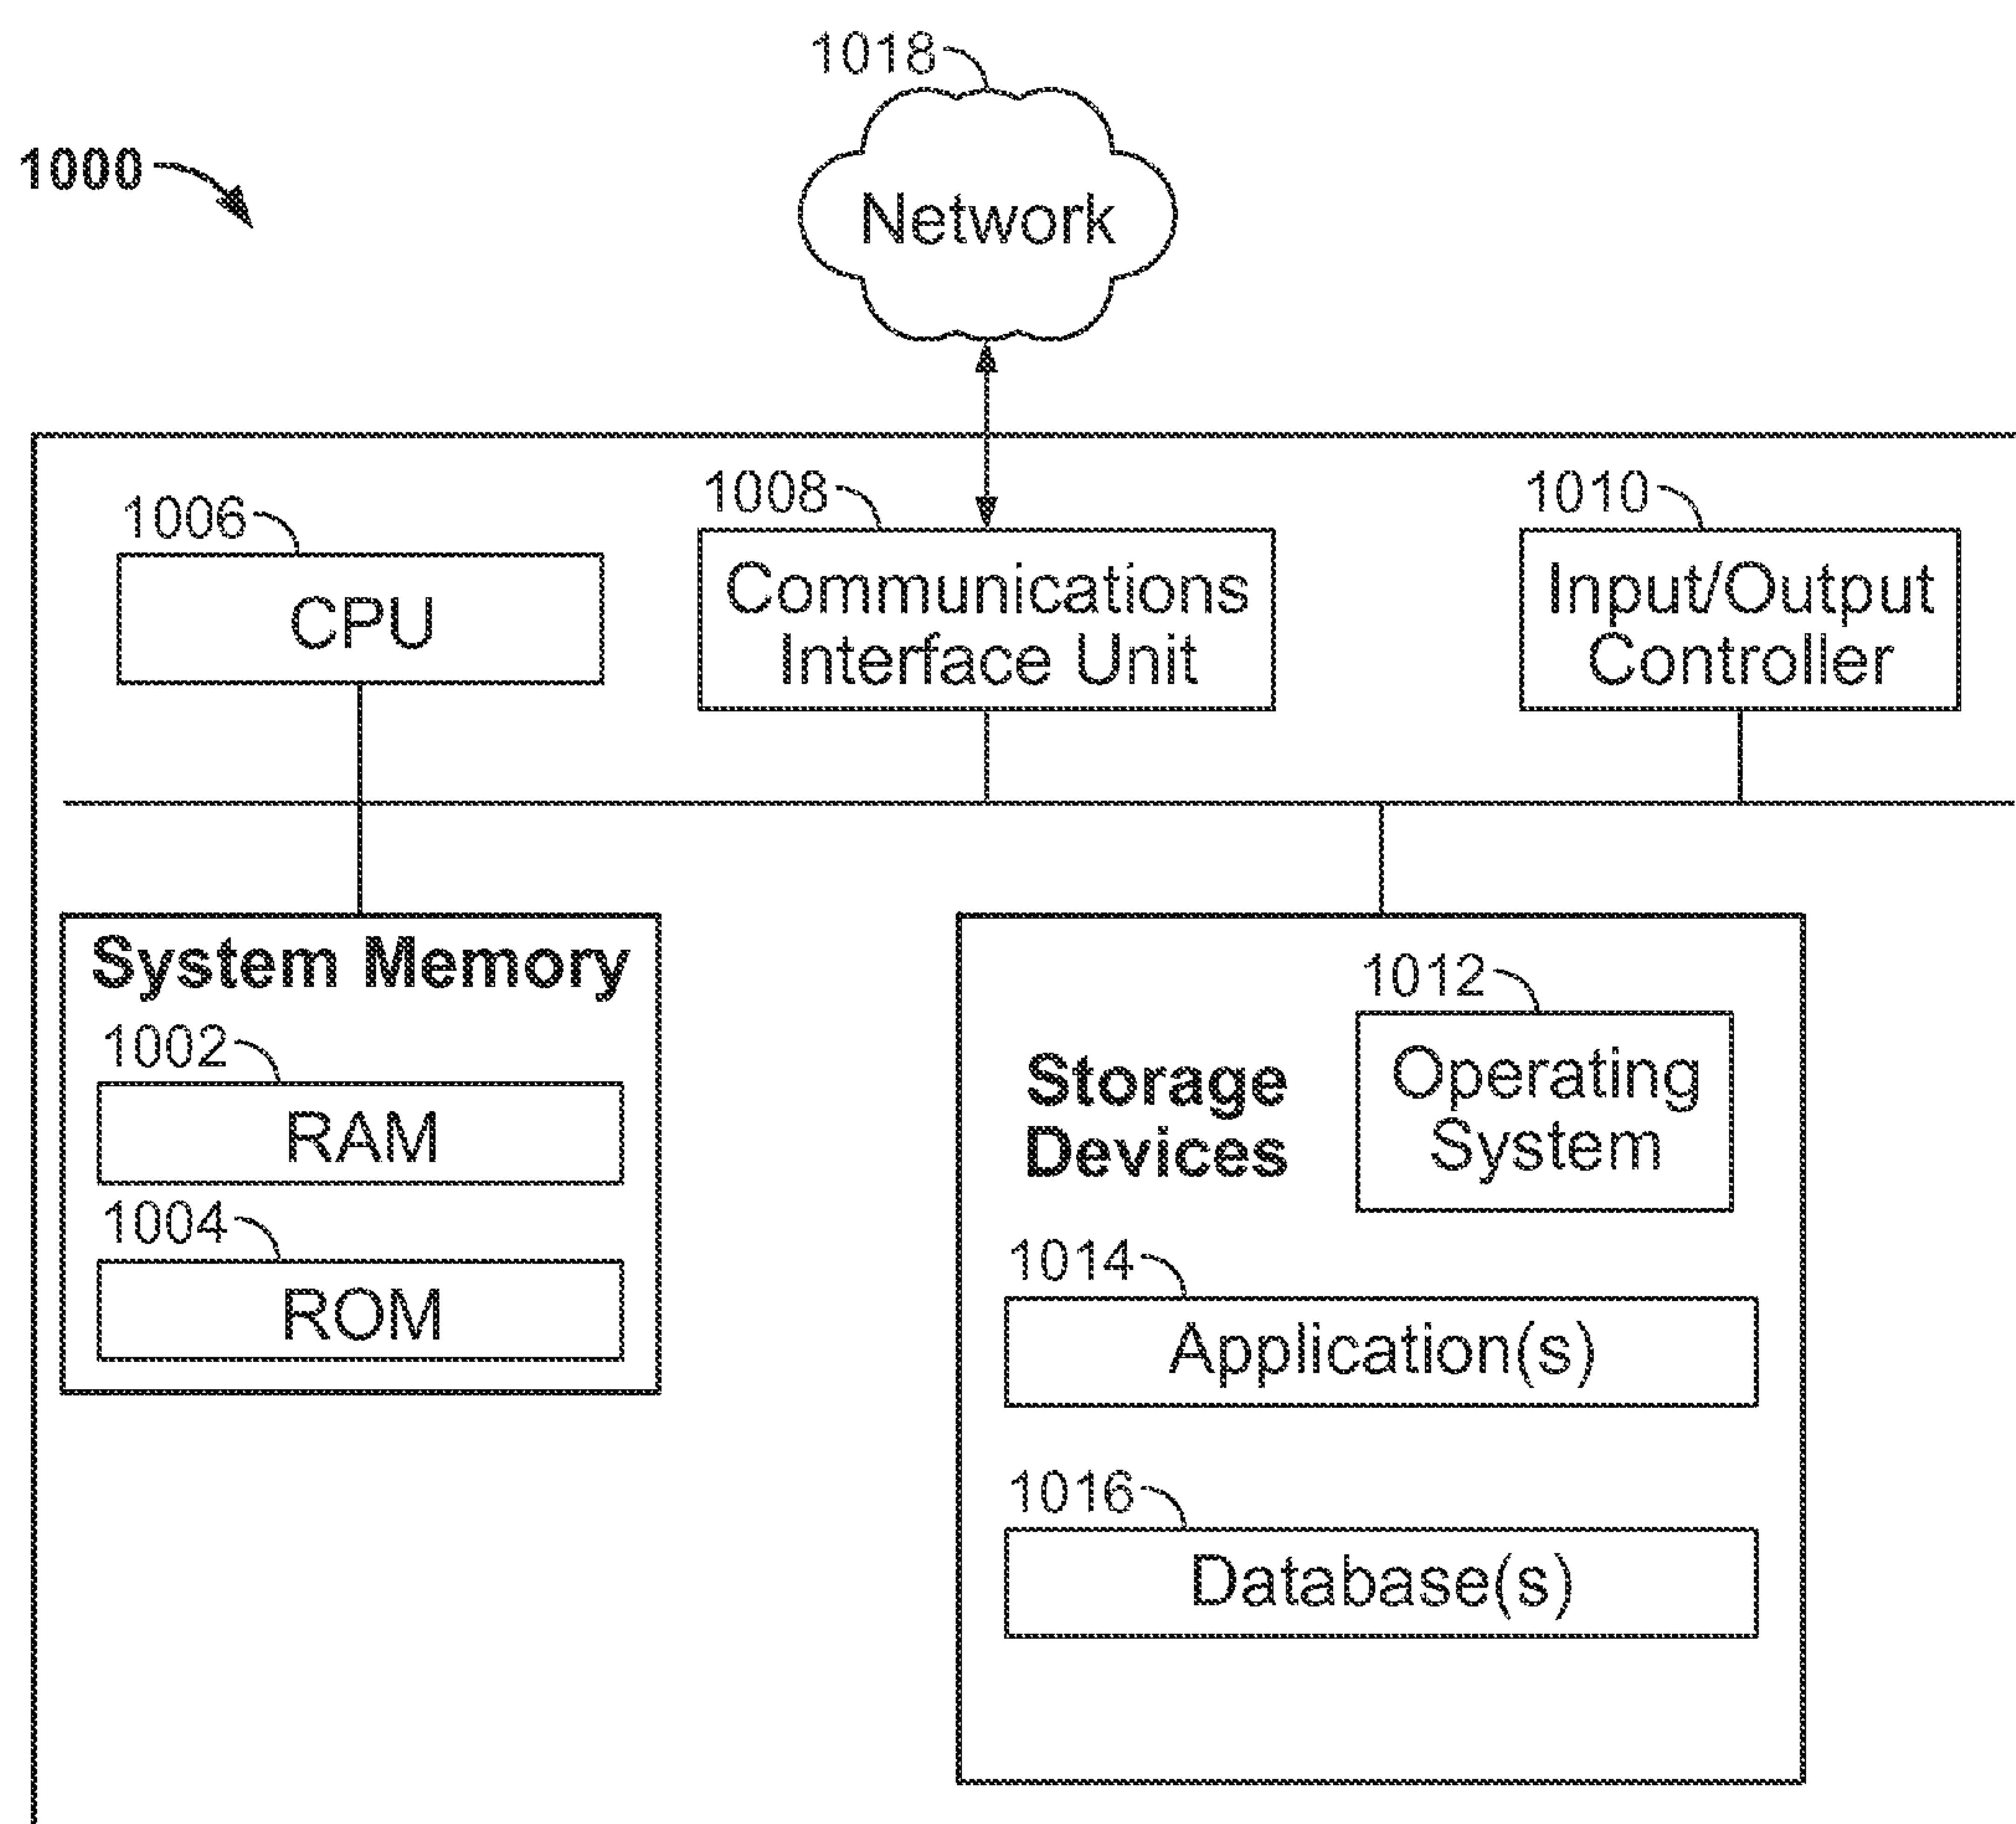 1018
1000
Network
1006
CPU
1008
Communications
Interface Unit
1010
Input/Output
Controller
System Memory
1002
RAM
1004
ROM
Storage
Devices
1012
Operating
System
1014
Application(s)
1016
Database(s)